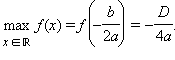 max f(x) = f(-b/2a) = -D/4a.
x ∈ ℝ